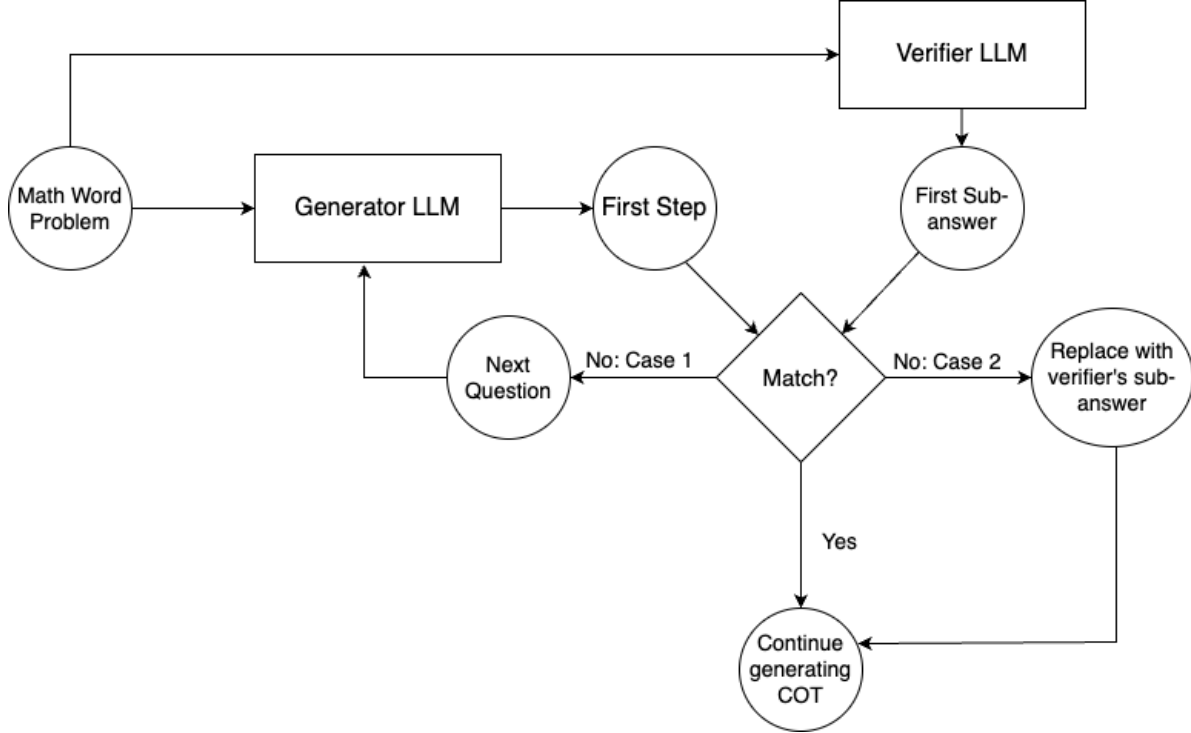 Verifier LLM
Math Word
Problem
Generator LLM
First Step
First Sub-
answer
Next
Question
No: Case 1
Match?
No: Case 2
Replace with
verifier's sub-
answer
Yes
Continue
generating
COT